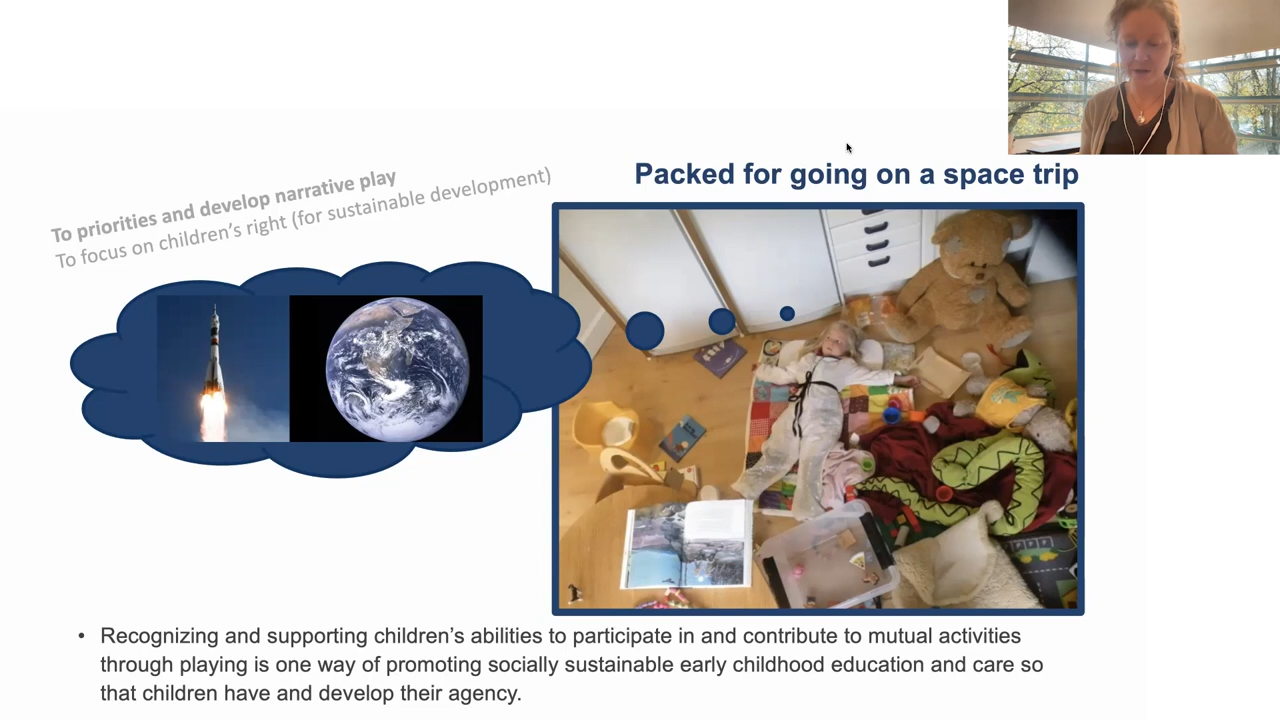 To priorities and develop narrative play
To focus on children's right (for sustainable development)
Packed for going on a space trip
• Recognizing and supporting children's abilities to participate in and contribute to mutual activities
through playing is one way of promoting socially sustainable early childhood education and care so
that children have and develop their agency.